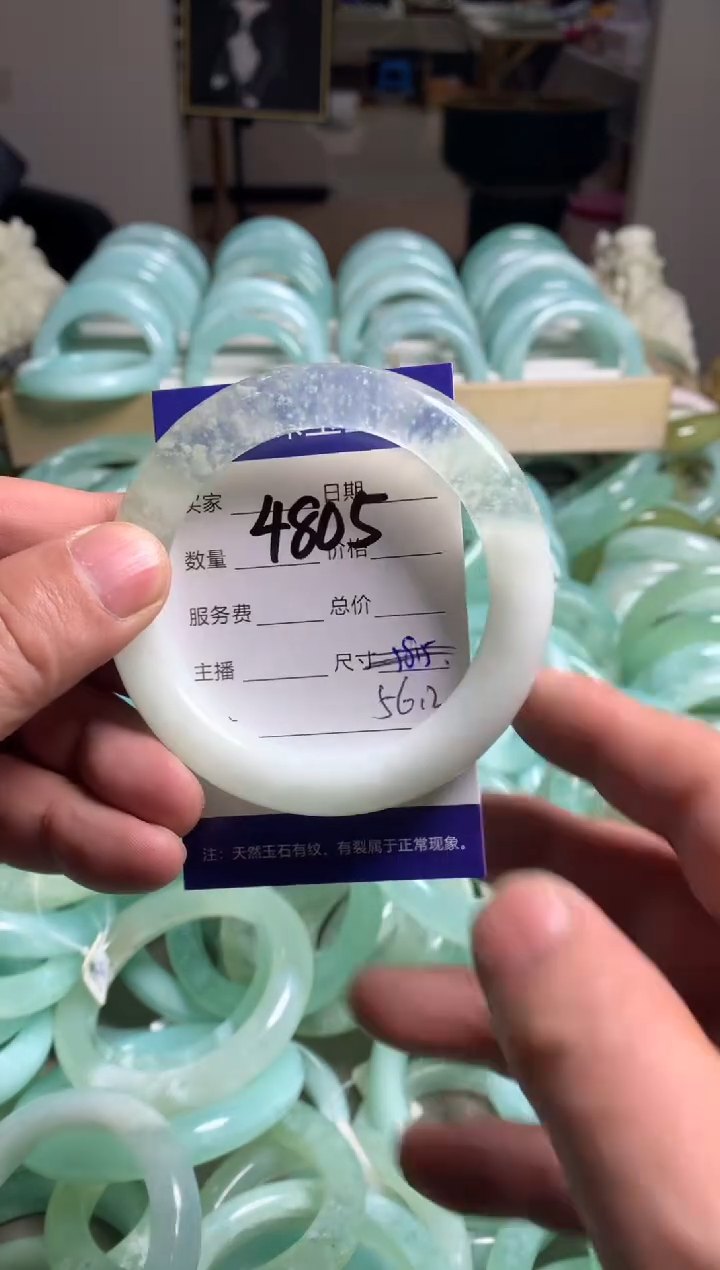 买家 日期
4805
数量 价格
服务费 总价
主播 尺寸
56.2
注：天然玉石有纹、有裂属于正常现象。